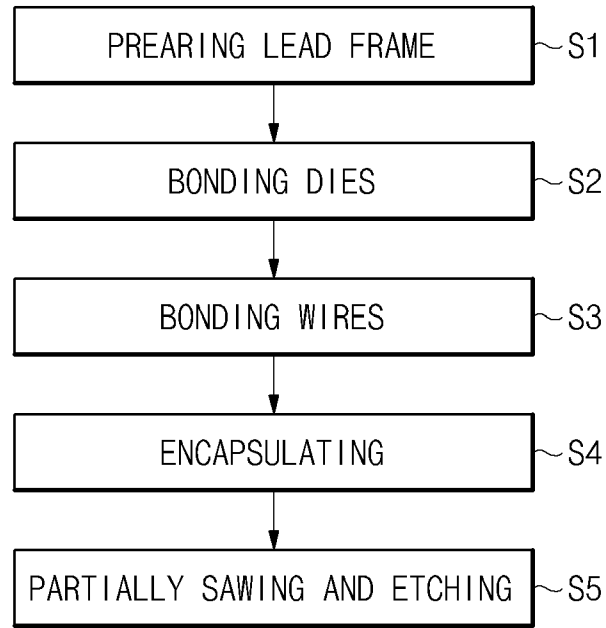 PREARING LEAD FRAME S1
BONDING DIES S2
BONDING WIRES S3
ENCAPSULATING S4
PARTIALLY SAWING AND ETCHING S5